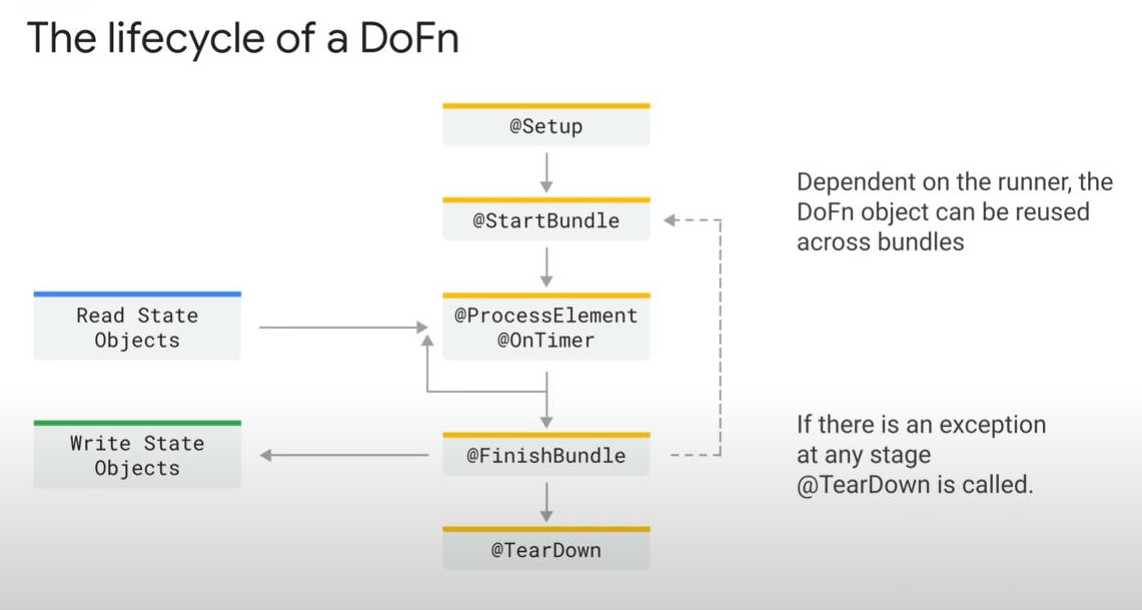 The lifecycle of a DoFn
@Setup
@StartBundle
Dependent on the runner, the
DoFn object can be reused
across bundles
Read State
Objects
@ProcessElement
@OnTimer
Write State
Objects
@FinishBundle
If there is an exception
at any stage
@TearDown is called.
@TearDown